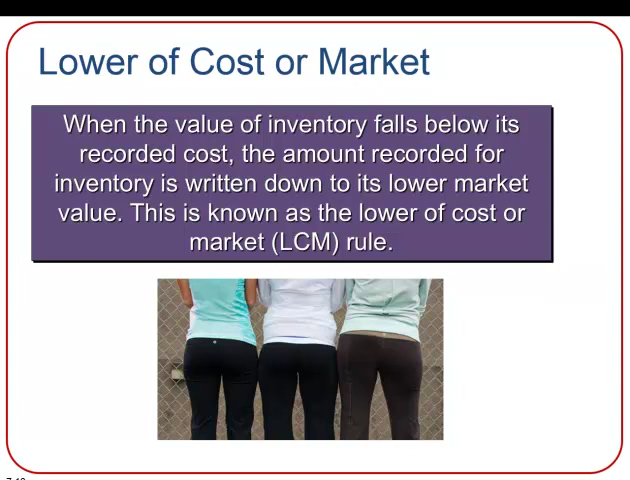 Lower of Cost or Market
When the value of inventory falls below its
recorded cost, the amount recorded for
inventory is written down to its lower market
value. This is known as the lower of cost or
market (LCM) rule.